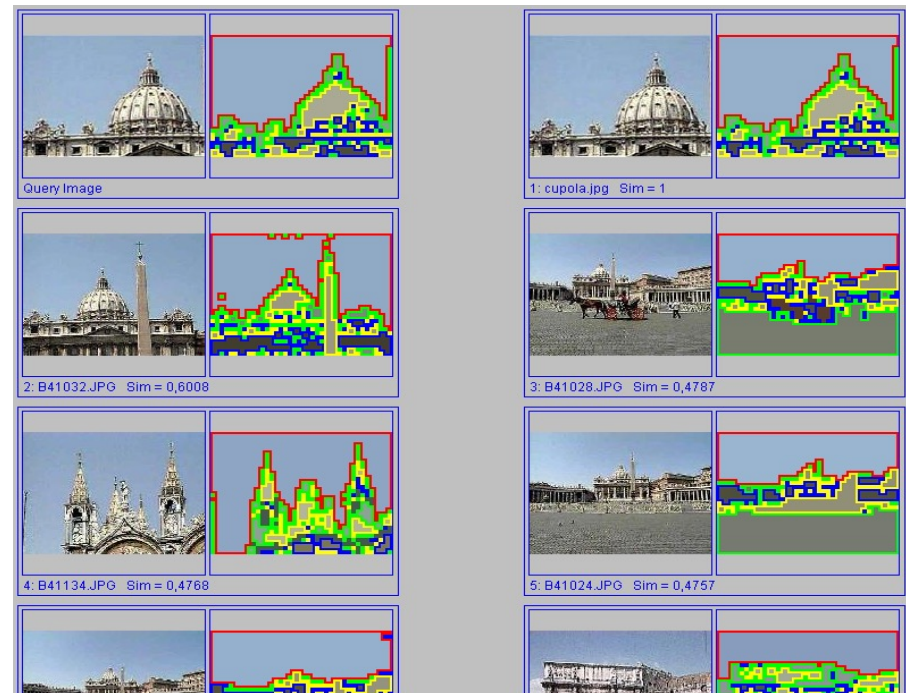 Query Image
1: cupola.jpg Sim = 1
2: B41032.JPG Sim = 0,6008
3: B41028.JPG Sim = 0,4787
4: B41134.JPG Sim = 0,4768
5: B41024.JPG Sim = 0,4757